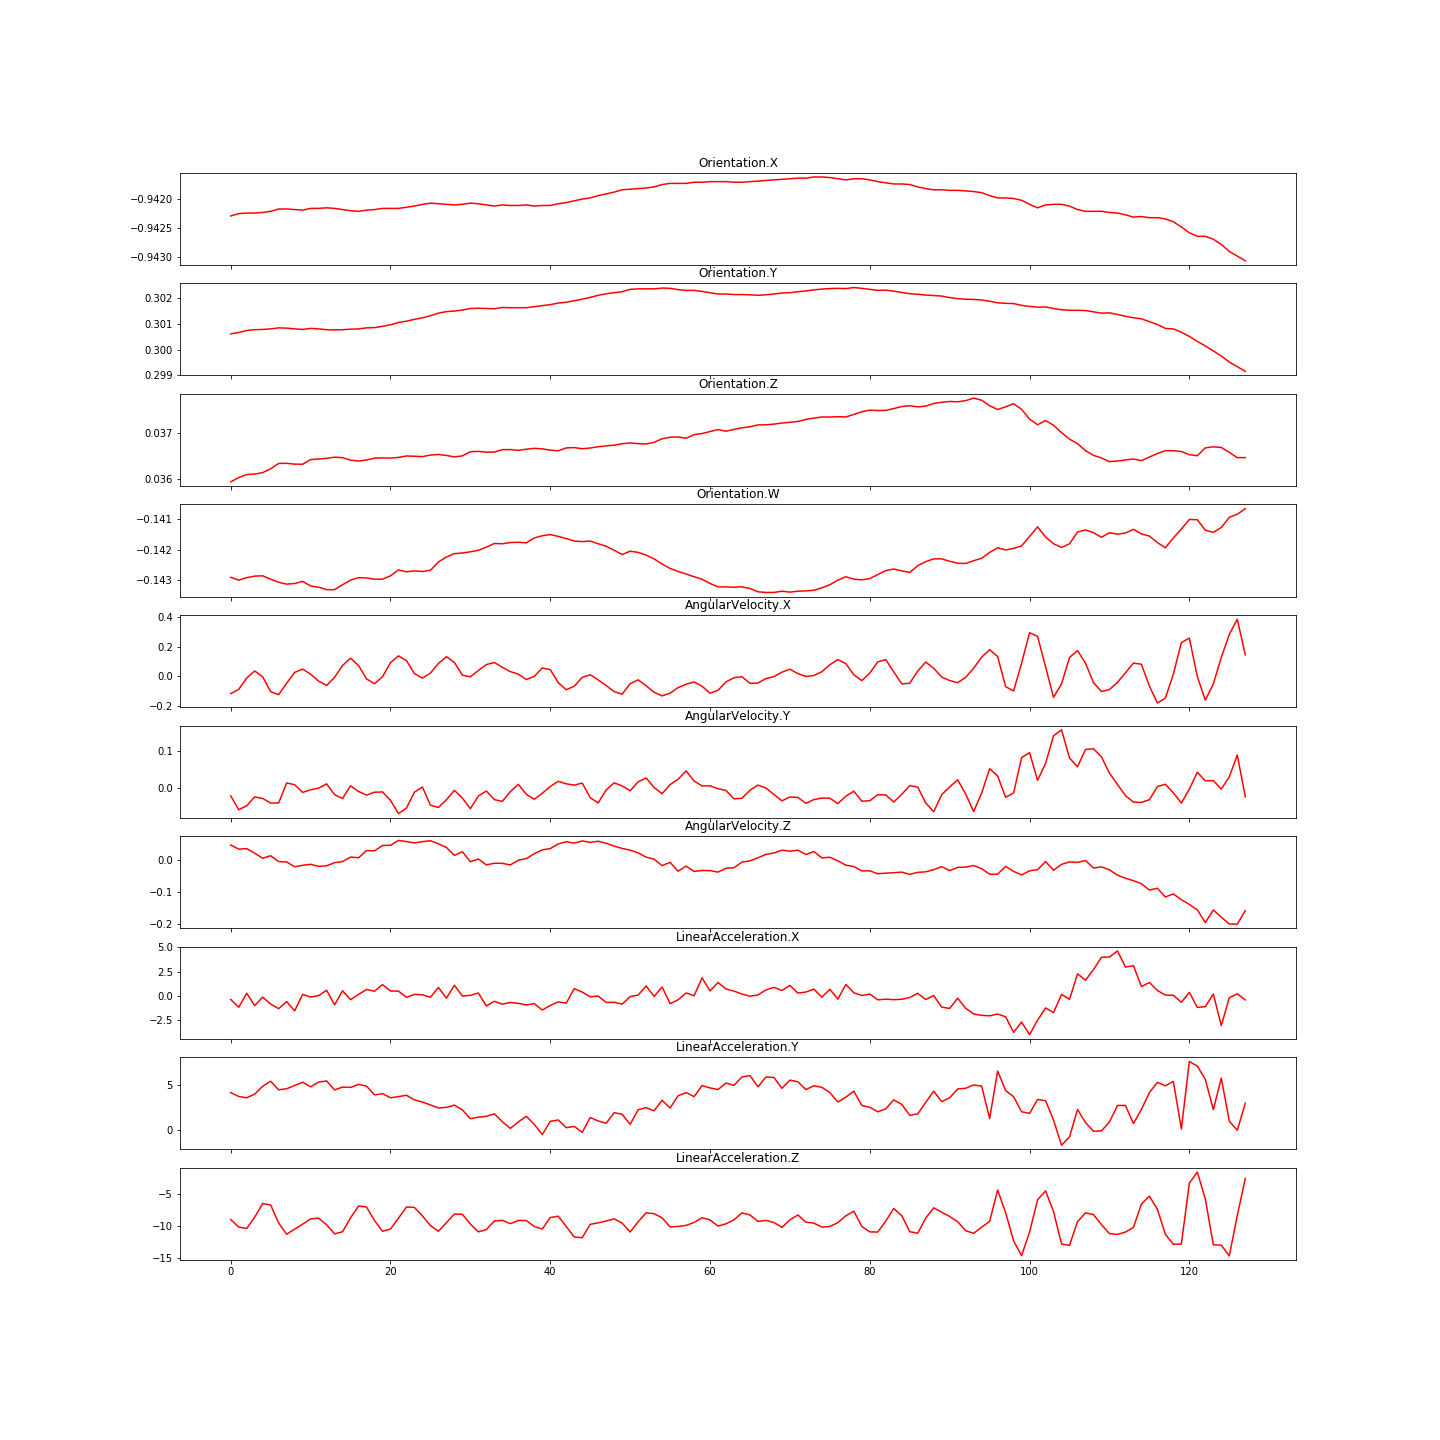 Orientation.X
−0.9420
−0.9425
−0.9430
Orientation.Y
0.302
0.301
0.300
0.299
Orientation.Z
0.037
0.036
Orientation.W
−0.141
−0.142
−0.143
AngularVelocity.X
0.4
0.2
0.0
−0.2
AngularVelocity.Y
0.1
0.0
AngularVelocity.Z
0.0
−0.1
−0.2
LinearAcceleration.X
5.0
2.5
0.0
−2.5
LinearAcceleration.Y
5
0
LinearAcceleration.Z
−5
−10
−15
0 20 40 60 80 100 120